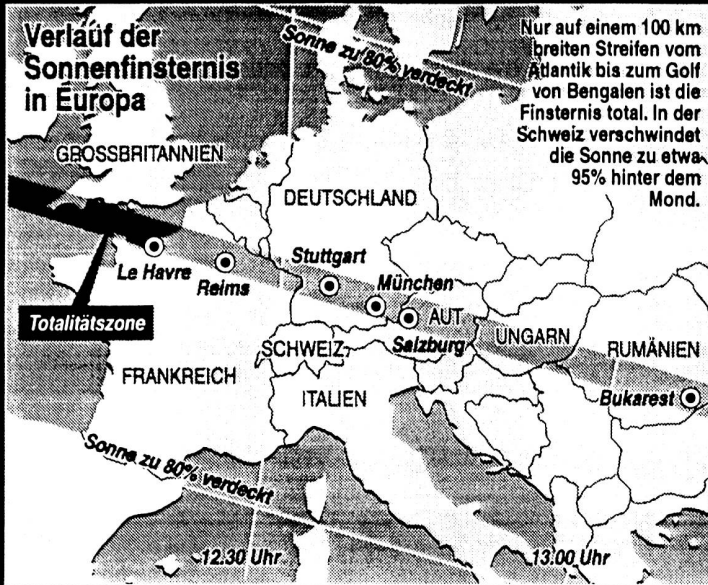 Verlauf der
Sonnenfinsternis
in Europa
Sonne zu 80% verdeckt
Nur auf einem 100 km
breiten Streifen vom
Atlantik bis zum Golf
von Bengalen ist die
Finsternis total. In der
Schweiz verschwindet
die Sonne zu etwa
95% hinter dem
Mond.
GROSSBRITANNIEN
DEUTSCHLAND
Le Havre
Reims
Stuttgart
München
Totalitätszone
AUT
Salzburg
UNGARN
RUMÄNIEN
SCHWEIZ
FRANKREICH
ITALIEN
Bukarest
Sonne zu 80% verdeckt
12.30 Uhr
13.00 Uhr